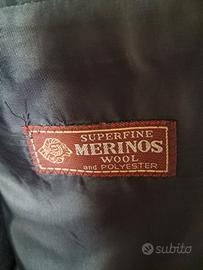 SUPERFINE
MERINOS
WOOL
and POLYESTER
subito